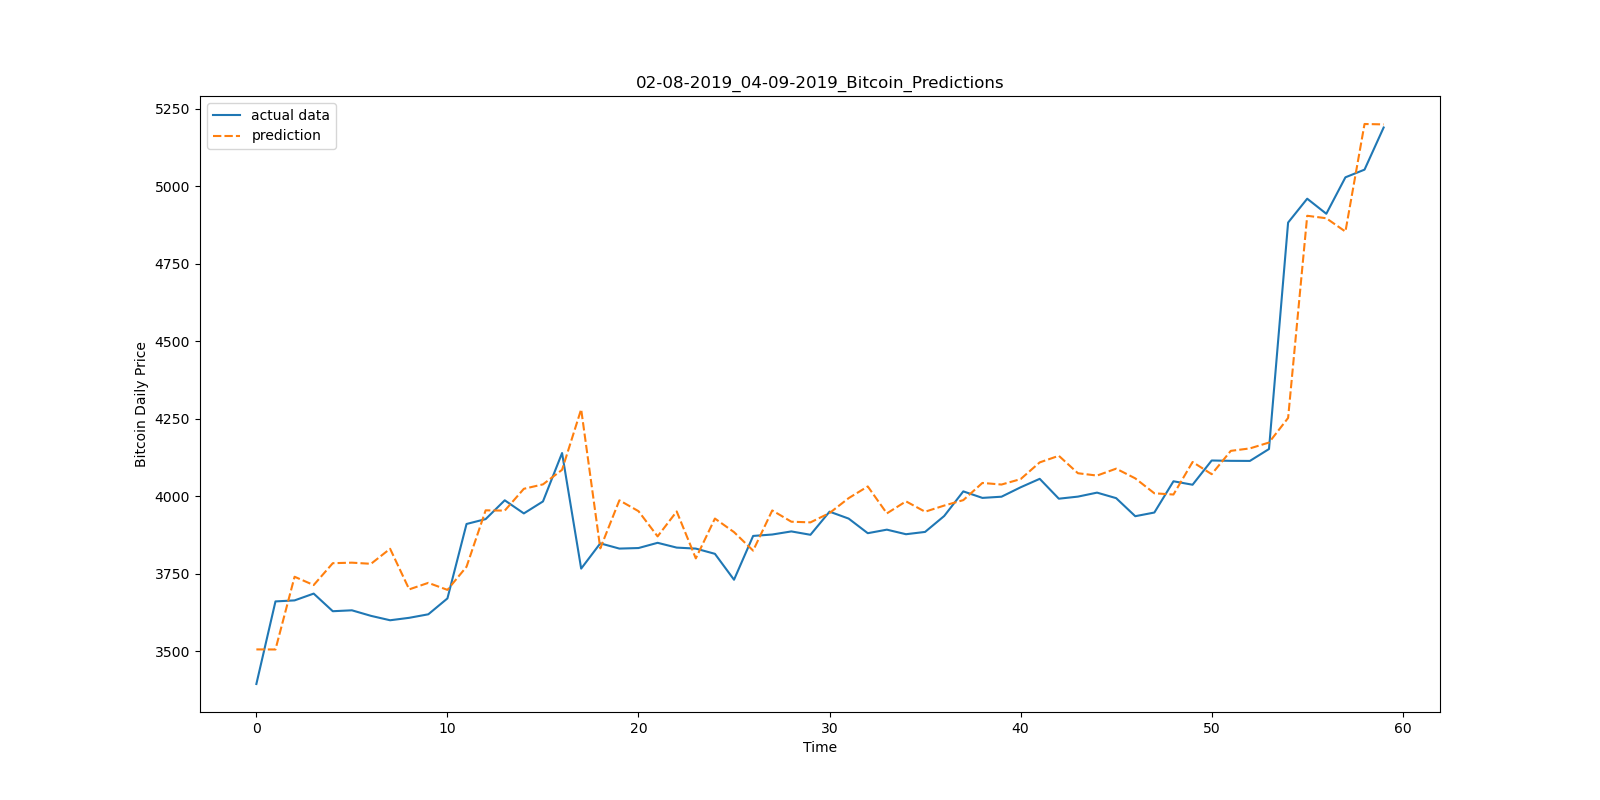 02-08-2019_04-09-2019_Bitcoin_Predictions
actual data
prediction
5250
5000
4750
4500
4250
4000
3750
3500
Bitcoin Daily Price
0 10 20 30 40 50 60
Time